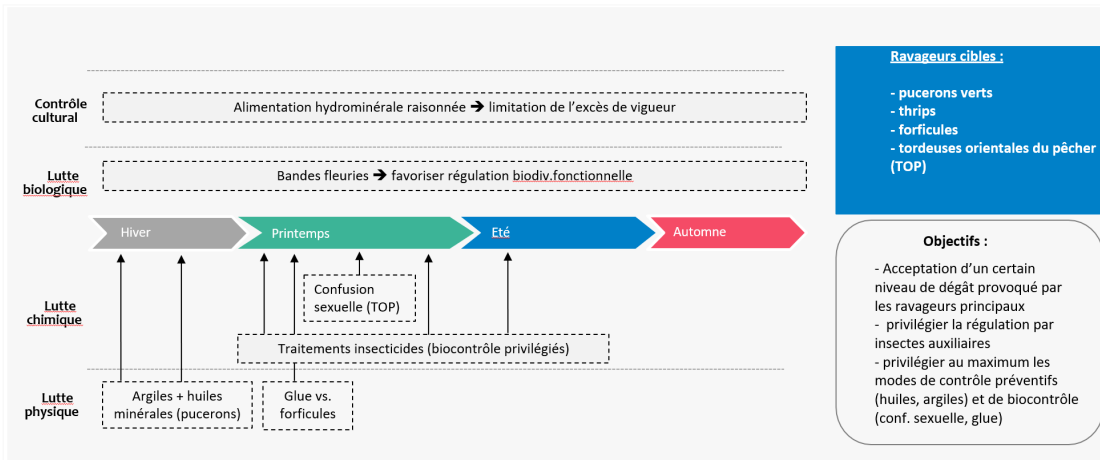 Contrôle
cultural
Alimentation hydrominérale raisonnée ➔ limitation de l'excès de vigueur
Lutte
biologique
Bandes fleuries ➔ favoriser régulation biodiv.fonctionnelle
Hiver
Printemps
Eté
Automne
Lutte
chimique
Confusion
sexuelle (TOP)
Traitements insecticides (biocontrôle privilégiés)
Lutte
physique
Argiles + huiles
minérales (pucerons)
Glue vs.
forficules
Ravageurs cibles :
- pucerons verts
- thrips
- forficules
- tordeuses orientales du pêcher
(TOP)
Objectifs :
- Acceptation d'un certain
niveau de dégât provoqué par
les ravageurs principaux
- privilégier la régulation par
insectes auxiliaires
- privilégier au maximum les
modes de contrôle préventifs
(huiles, argiles) et de biocontrôle
(conf. sexuelle, glue)